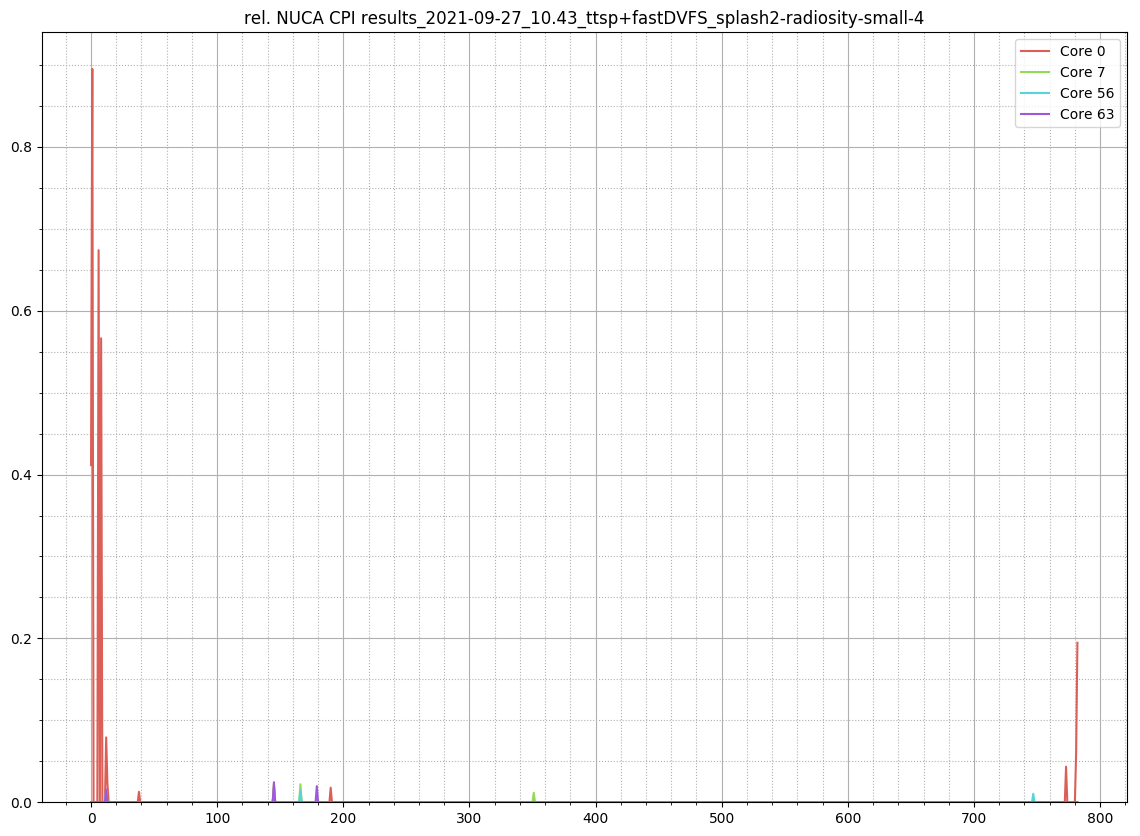 rel. NUCA CPI results_2021-09-27_10.43_ttsp+fastDVFS_splash2-radiosity-small-4
Core 0
Core 7
Core 56
Core 63
0.8
0.6
0.4
0.2
0.0
0 100 200 300 400 500 600 700 800